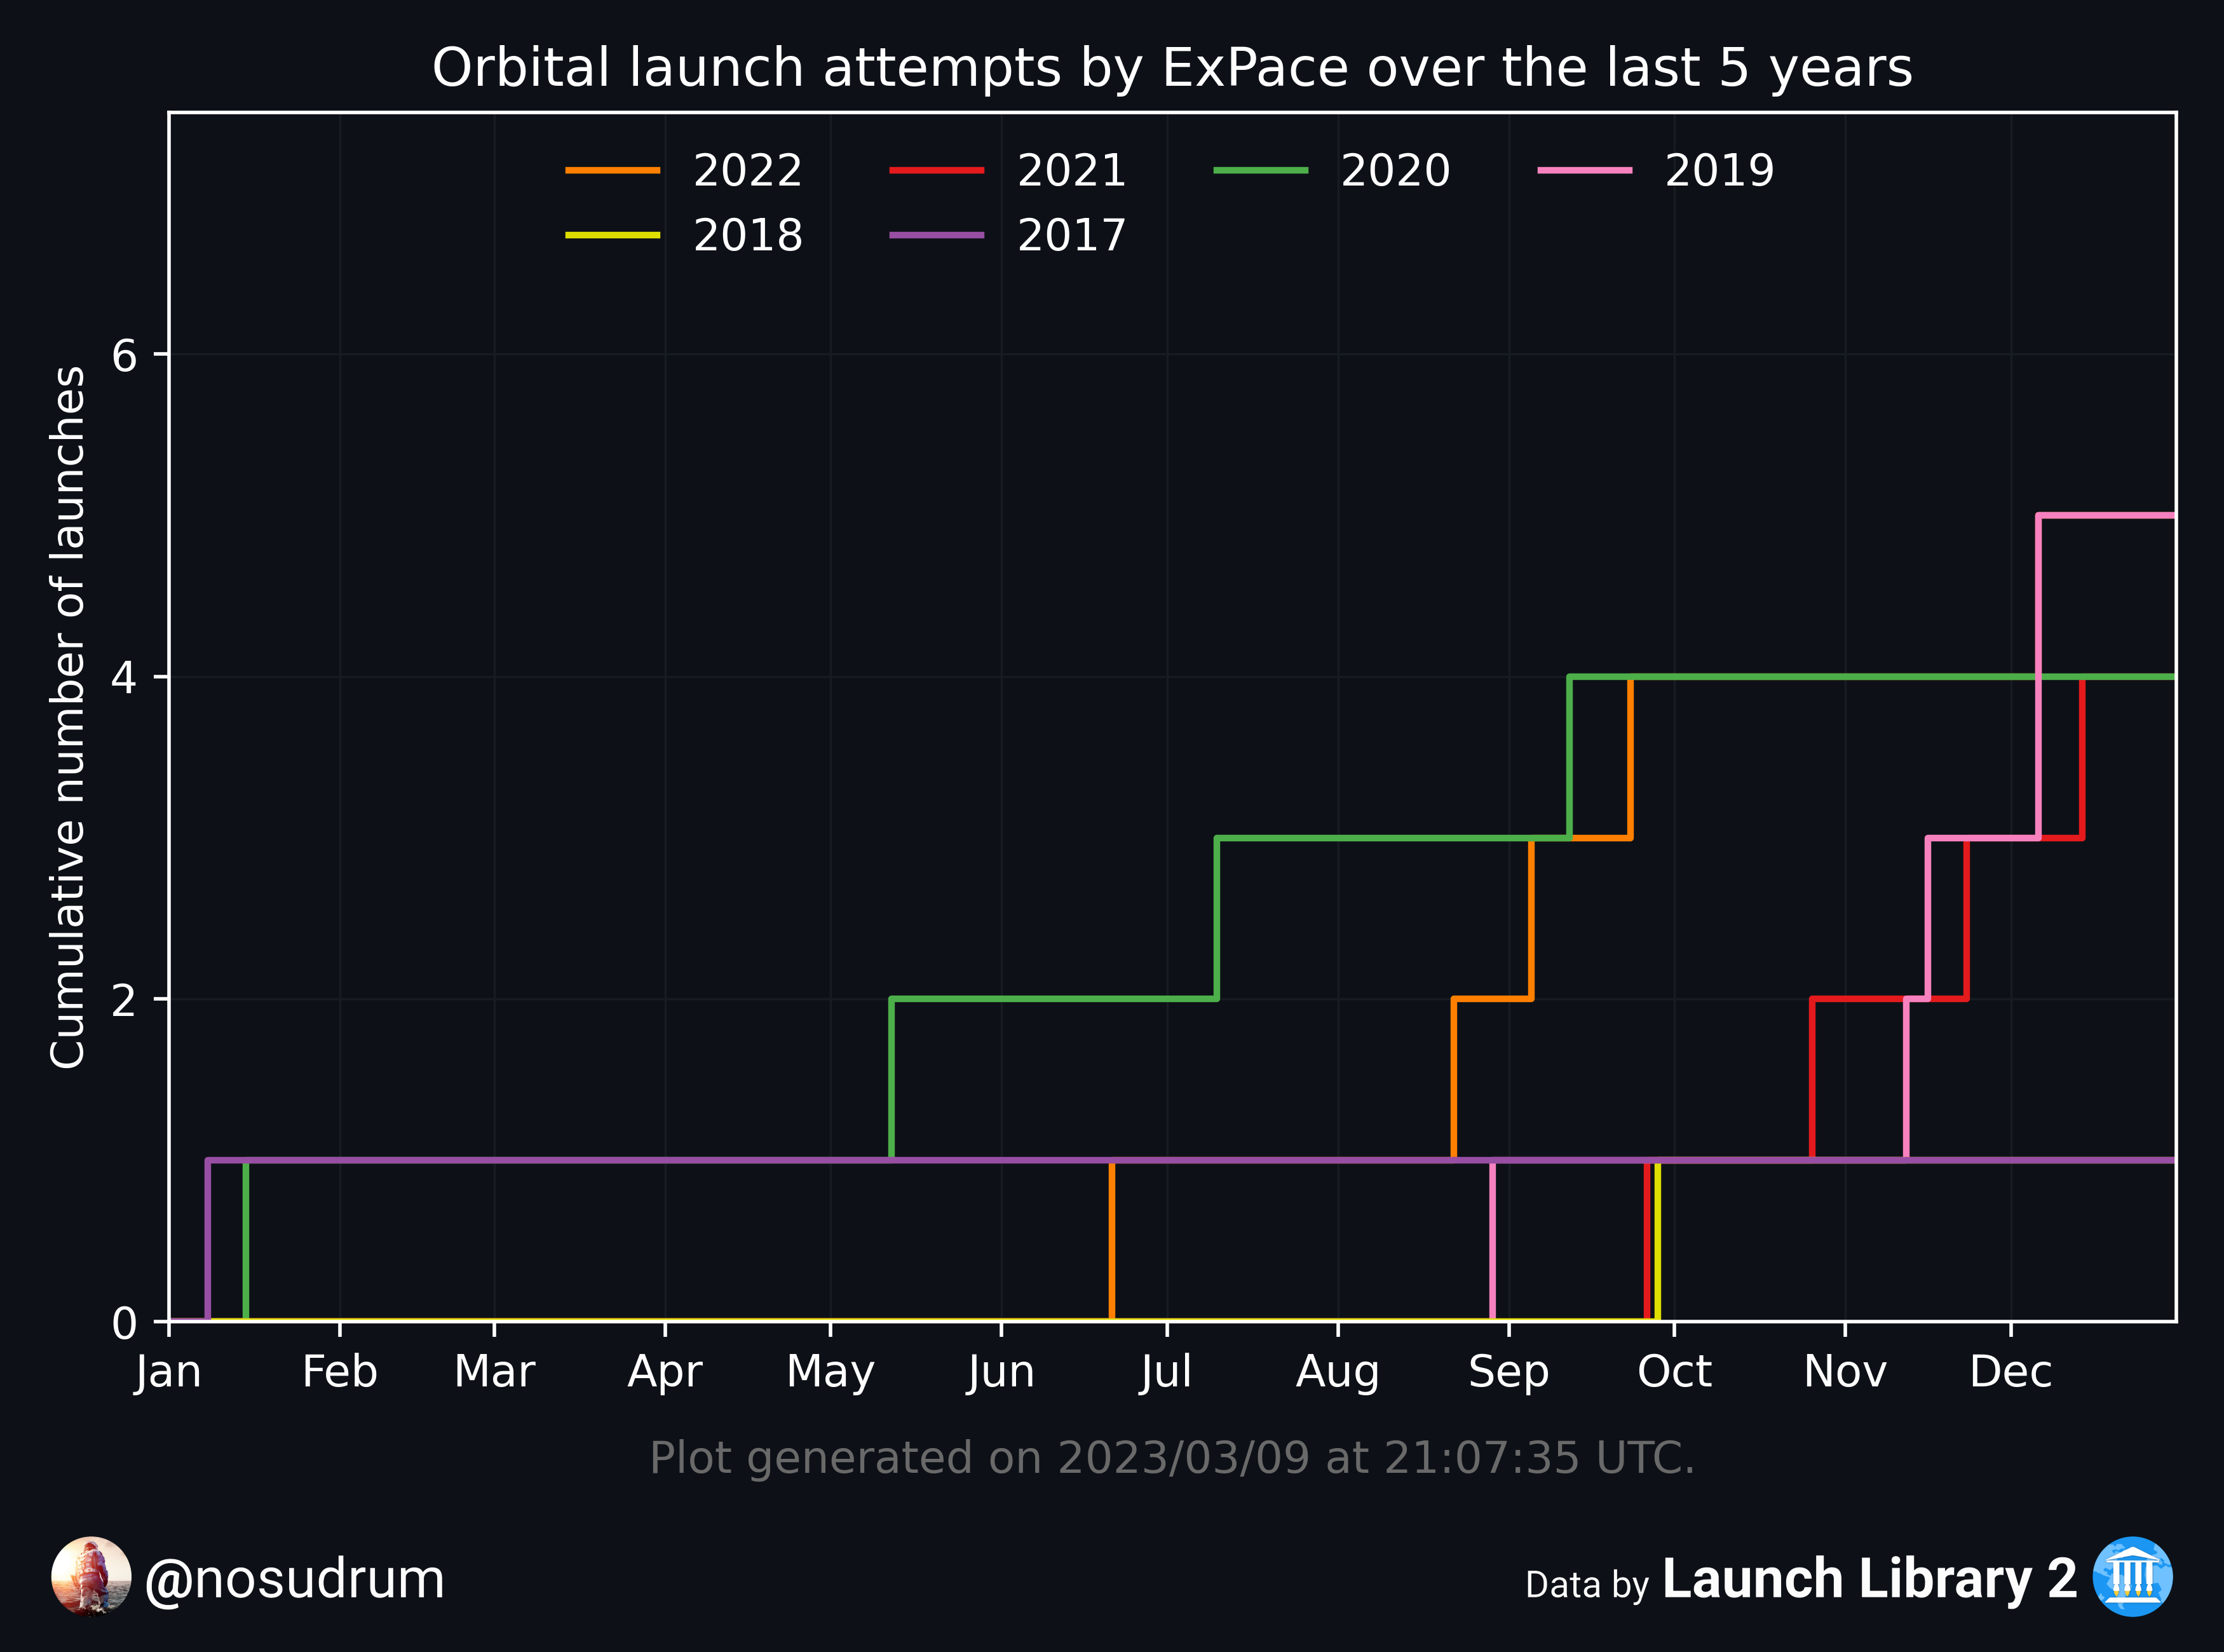 Orbital launch attempts by ExPace over the last 5 years
2022 2021 2020 2019
2018 2017
Cumulative number of launches
6
4
2
0
Jan Feb Mar Apr May Jun Jul Aug Sep Oct Nov Dec
Plot generated on 2023/03/09 at 21:07:35 UTC.
@nosudrum
Data by Launch Library 2